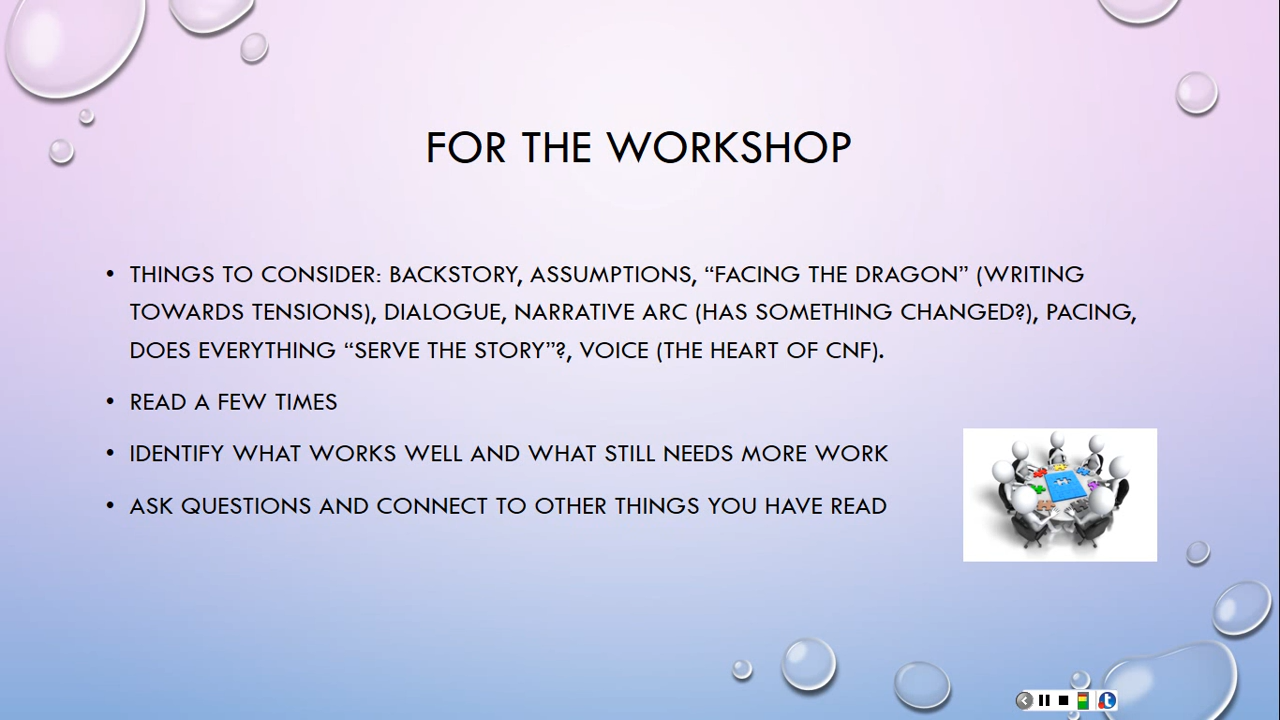 FOR THE WORKSHOP
• THINGS TO CONSIDER: BACKSTORY, ASSUMPTIONS, “FACING THE DRAGON” (WRITING
TOWARDS TENSIONS), DIALOGUE, NARRATIVE ARC (HAS SOMETHING CHANGED?), PACING,
DOES EVERYTHING “SERVE THE STORY”?, VOICE (THE HEART OF CNF).
• READ A FEW TIMES
• IDENTIFY WHAT WORKS WELL AND WHAT STILL NEEDS MORE WORK
• ASK QUESTIONS AND CONNECT TO OTHER THINGS YOU HAVE READ